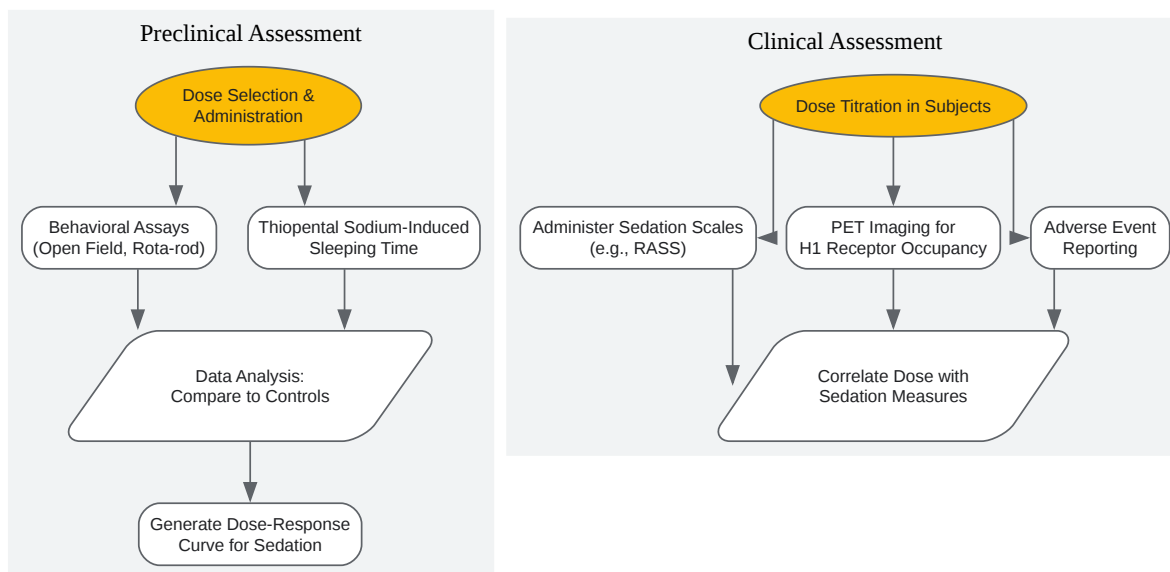 Preclinical Assessment
Dose Selection &
Administration
Behavioral Assays
(Open Field, Rota-rod)
Thiopental Sodium-Induced
Sleeping Time
Data Analysis:
Compare to Controls
Generate Dose-Response
Curve for Sedation
Clinical Assessment
Dose Titration in Subjects
Administer Sedation Scales
(e.g., RASS)
PET Imaging for
H1 Receptor Occupancy
Adverse Event
Reporting
Correlate Dose with
Sedation Measures